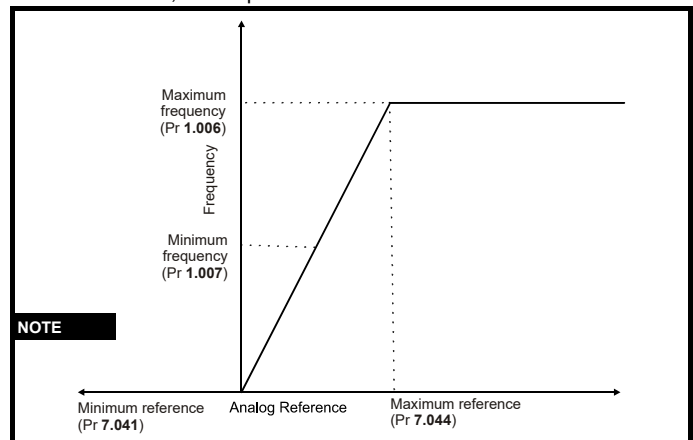 Maximum
frequency
(Pr 1.006)
Frequency
Minimum
frequency
(Pr 1.007)
NOTE
Minimum reference
(Pr 7.041)
Analog Reference
Maximum reference
(Pr 7.044)